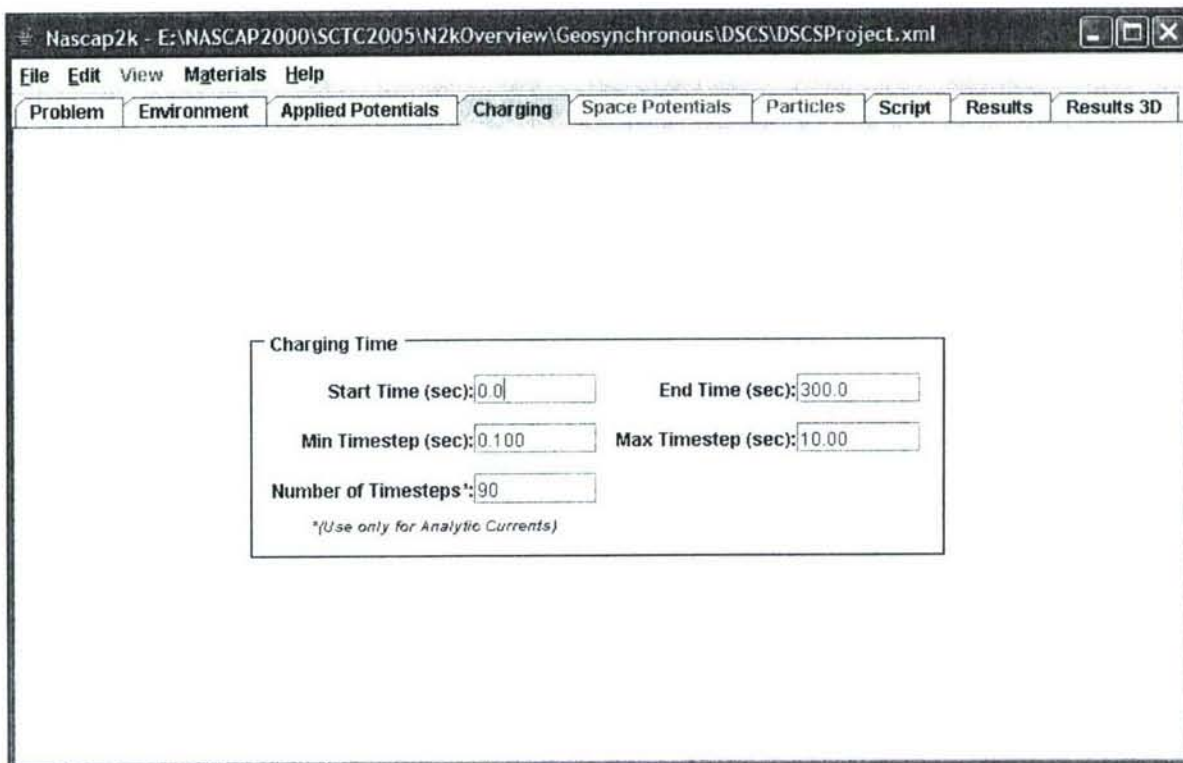 Nascap2k - E:\NASCAP2000\SCTC2005\N2kOverview\Geosynchronous\DSCS\DSCSProject.xml
File Edit View Materials Help
Problem Environment Applied Potentials Charging Space Potentials Particles Script Results Results 3D
Charging Time
Start Time (sec): 0.0 End Time (sec): 300.0
Min Timestep (sec): 0.100 Max Timestep (sec): 10.00
Number of Timesteps*: 90
*(Use only for Analytic Currents)